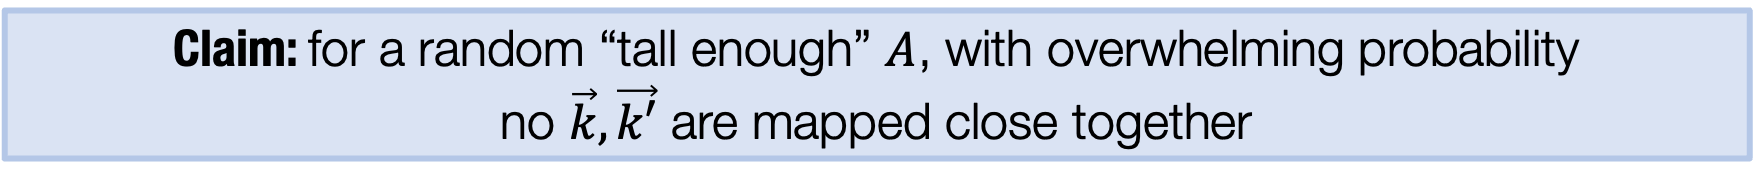 Claim: for a random “tall enough” A, with overwhelming probability
no k⃗, k′⃗ are mapped close together